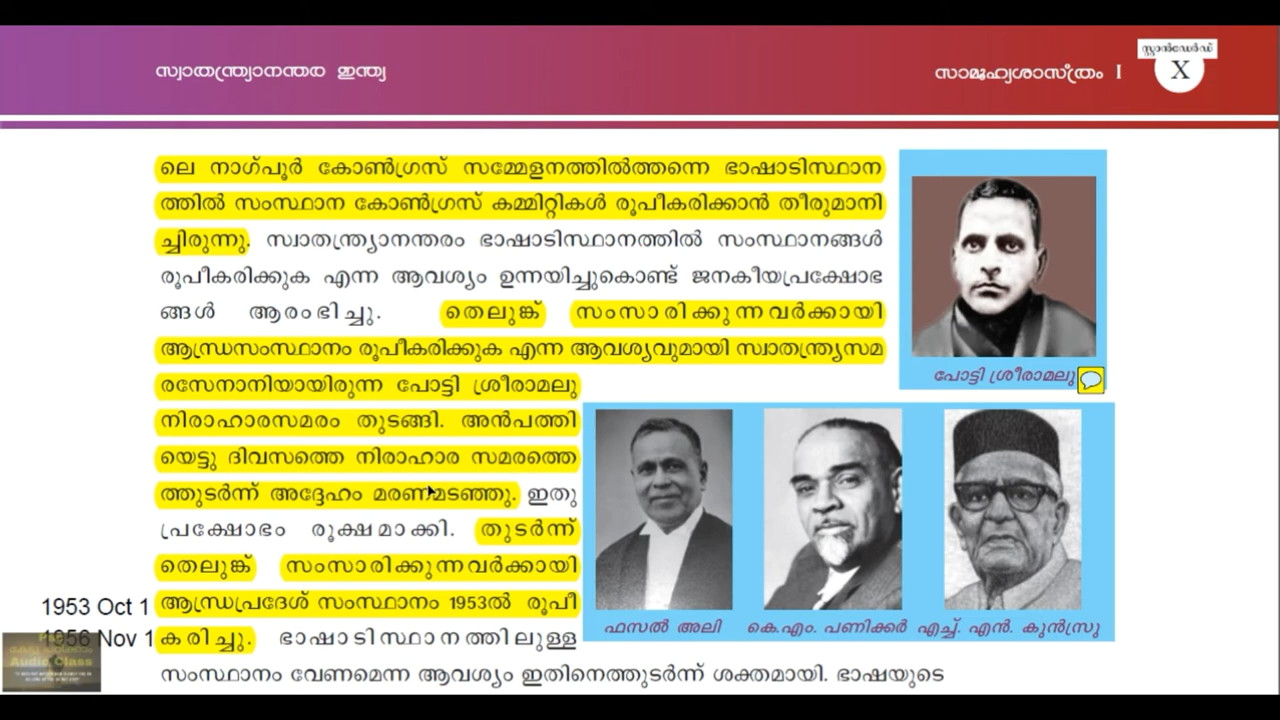 സ്വാതന്ത്ര്യാനന്തര ഇന്ത്യ
സാമൂഹ്യശാസ്ത്രം I
സ്റ്റാൻഡേർഡ്
X
ലെ നാഗ്പൂർ കോൺഗ്രസ് സമ്മേളനത്തിൽത്തന്നെ ഭാഷാടിസ്ഥാന
ത്തിൽ സംസ്ഥാന കോൺഗ്രസ് കമ്മിറ്റികൾ രൂപീകരിക്കാൻ തീരുമാനി
ച്ചിരുന്നു. സ്വാതന്ത്ര്യാനന്തരം ഭാഷാടിസ്ഥാനത്തിൽ സംസ്ഥാനങ്ങൾ
രൂപീകരിക്കുക എന്ന ആവശ്യം ഉന്നയിച്ചുകൊണ്ട് ജനകീയപ്രക്ഷോഭ
ങ്ങൾ ആരംഭിച്ചു. തെലുങ്ക് സംസാരിക്കുന്നവർക്കായി
ആന്ധ്രസംസ്ഥാനം രൂപീകരിക്കുക എന്ന ആവശ്യവുമായി സ്വാതന്ത്ര്യസമ
രസേനാനിയായിരുന്ന പോട്ടി ശ്രീരാമലു
നിരാഹാരസമരം തുടങ്ങി. അൻപത്തി
യെട്ടു ദിവസത്തെ നിരാഹാര സമരത്തെ
ത്തുടർന്ന് അദ്ദേഹം മരണമടഞ്ഞു. ഇതു
പ്രക്ഷോഭം രൂക്ഷമാക്കി. തുടർന്ന്
തെലുങ്ക് സംസാരിക്കുന്നവർക്കായി
ആന്ധ്രപ്രദേശ് സംസ്ഥാനം 1953ൽ രൂപീ
കരിച്ചു. ഭാഷാടിസ്ഥാനത്തിലുള്ള
സംസ്ഥാനം വേണമെന്ന ആവശ്യം ഇതിനെത്തുടർന്ന് ശക്തമായി. ഭാഷയുടെ
1953 Oct 1
1956 Nov 1
പോട്ടി ശ്രീരാമലു
ഫസൽ അലി
കെ.എം. പണിക്കർ
എച്ച്. എൻ. കുൻസ്രു
Audio Class